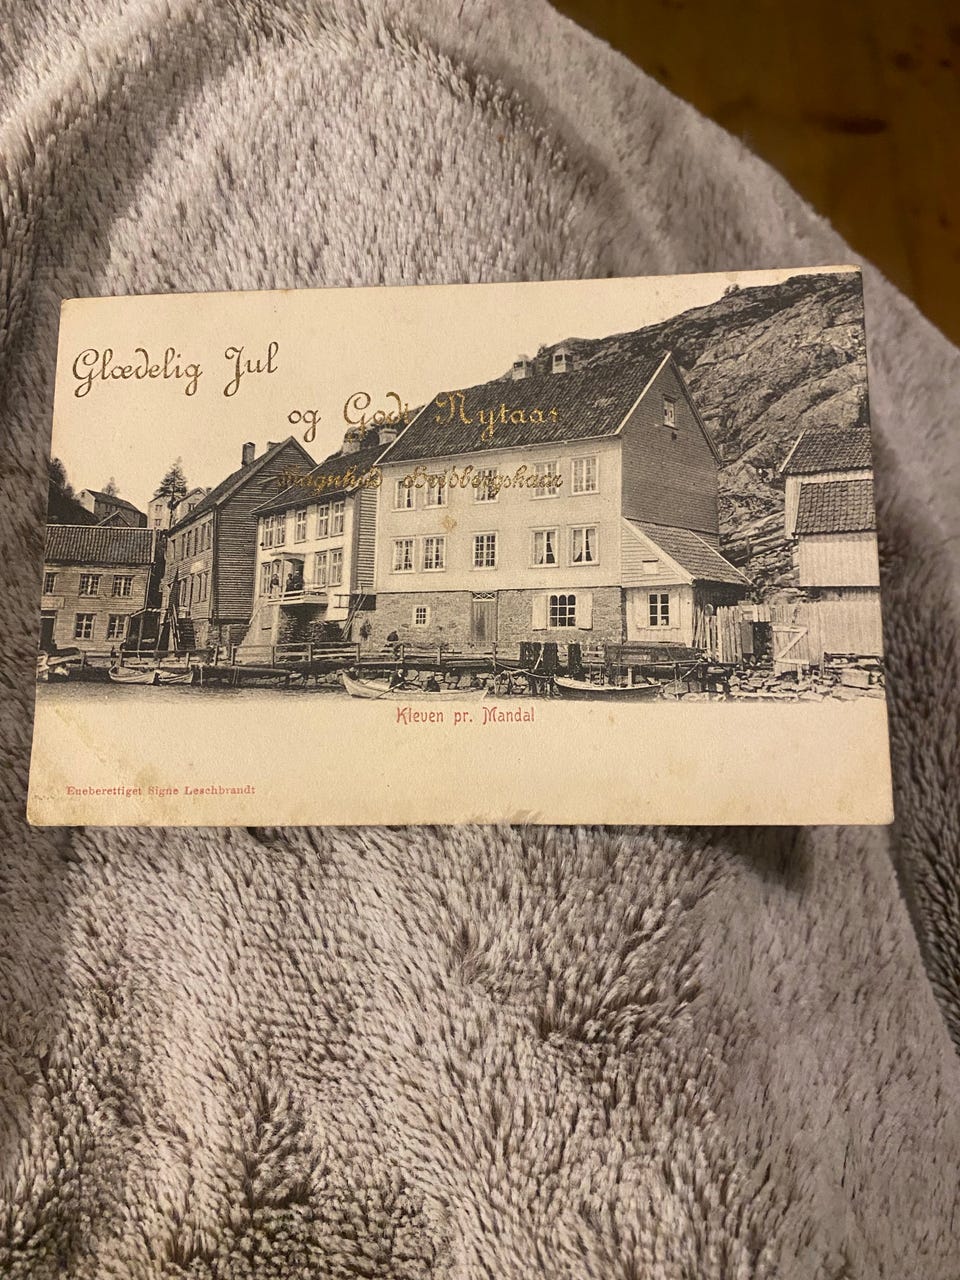 Glædelig Jul
og Godt Nytaar
Kleven pr. Mandal
Eneberettiget Signe Leschbrandt